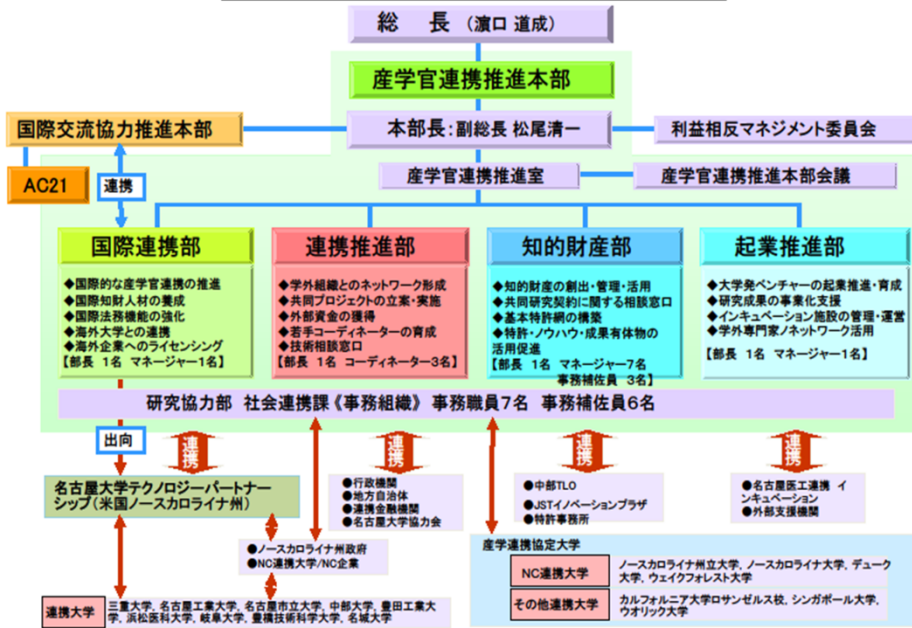 総 長 (濵口 道成)
産学官連携推進本部
国際交流協力推進本部
本部長:副総長 松尾清一
利益相反マネジメント委員会
AC21
連携
産学官連携推進室
産学官連携推進本部会議
国際連携部
◆国際的な産学官連携の推進
◆国際知財人材の養成
◆国際法務機能の強化
◆海外大学との連携
◆海外企業へのライセンシング
【部長 1名 マネージャー1名】
連携推進部
◆学外組織とのネットワーク形成
◆共同プロジェクトの立案・実施
◆外部資金の獲得
◆若手コーディネーターの育成
◆技術相談窓口
【部長 1名 コーディネーター3名】
知的財産部
◆知的財産の創出・管理・活用
◆共同研究契約に関する相談窓口
◆基本特許網の構築
◆特許・ノウハウ・成果有体物の
活用促進
【部長 1名 マネージャー7名
事務補佐員 3名】
起業推進部
◆大学発ベンチャーの起業推進・育成
◆研究成果の事業化支援
◆インキュベーション施設の管理・運営
◆学外専門家ノネットワーク活用
【部長 1名 マネージャー1名】
研究協力部 社会連携課《事務組織》 事務職員7名 事務補佐員6名
出向
連携
連携
連携
連携
名古屋大学テクノロジーパートナー
シップ(米国ノースカロライナ州)
●行政機関
●地方自治体
●連携金融機関
●名古屋大学協力会
●中部TLO
●JSTイノベーションプラザ
●特許事務所
●名古屋医工連携 イ
ンキュベーション
●外部支援機関
●ノースカロライナ州政府
●NC連携大学/NC企業
産学連携協定大学
NC連携大学
ノースカロライナ州立大学, ノースカロライナ大学, デューク
大学, ウェイクフォレスト大学
その他連携大学
カルフォルニア大学ロサンゼルス校, シンガポール大学,
ウオリック大学
連携大学
三重大学, 名古屋工業大学, 名古屋市立大学, 中部大学, 豊田工業大
学, 浜松医科大学, 岐阜大学, 豊橋技術科学大学, 名城大学